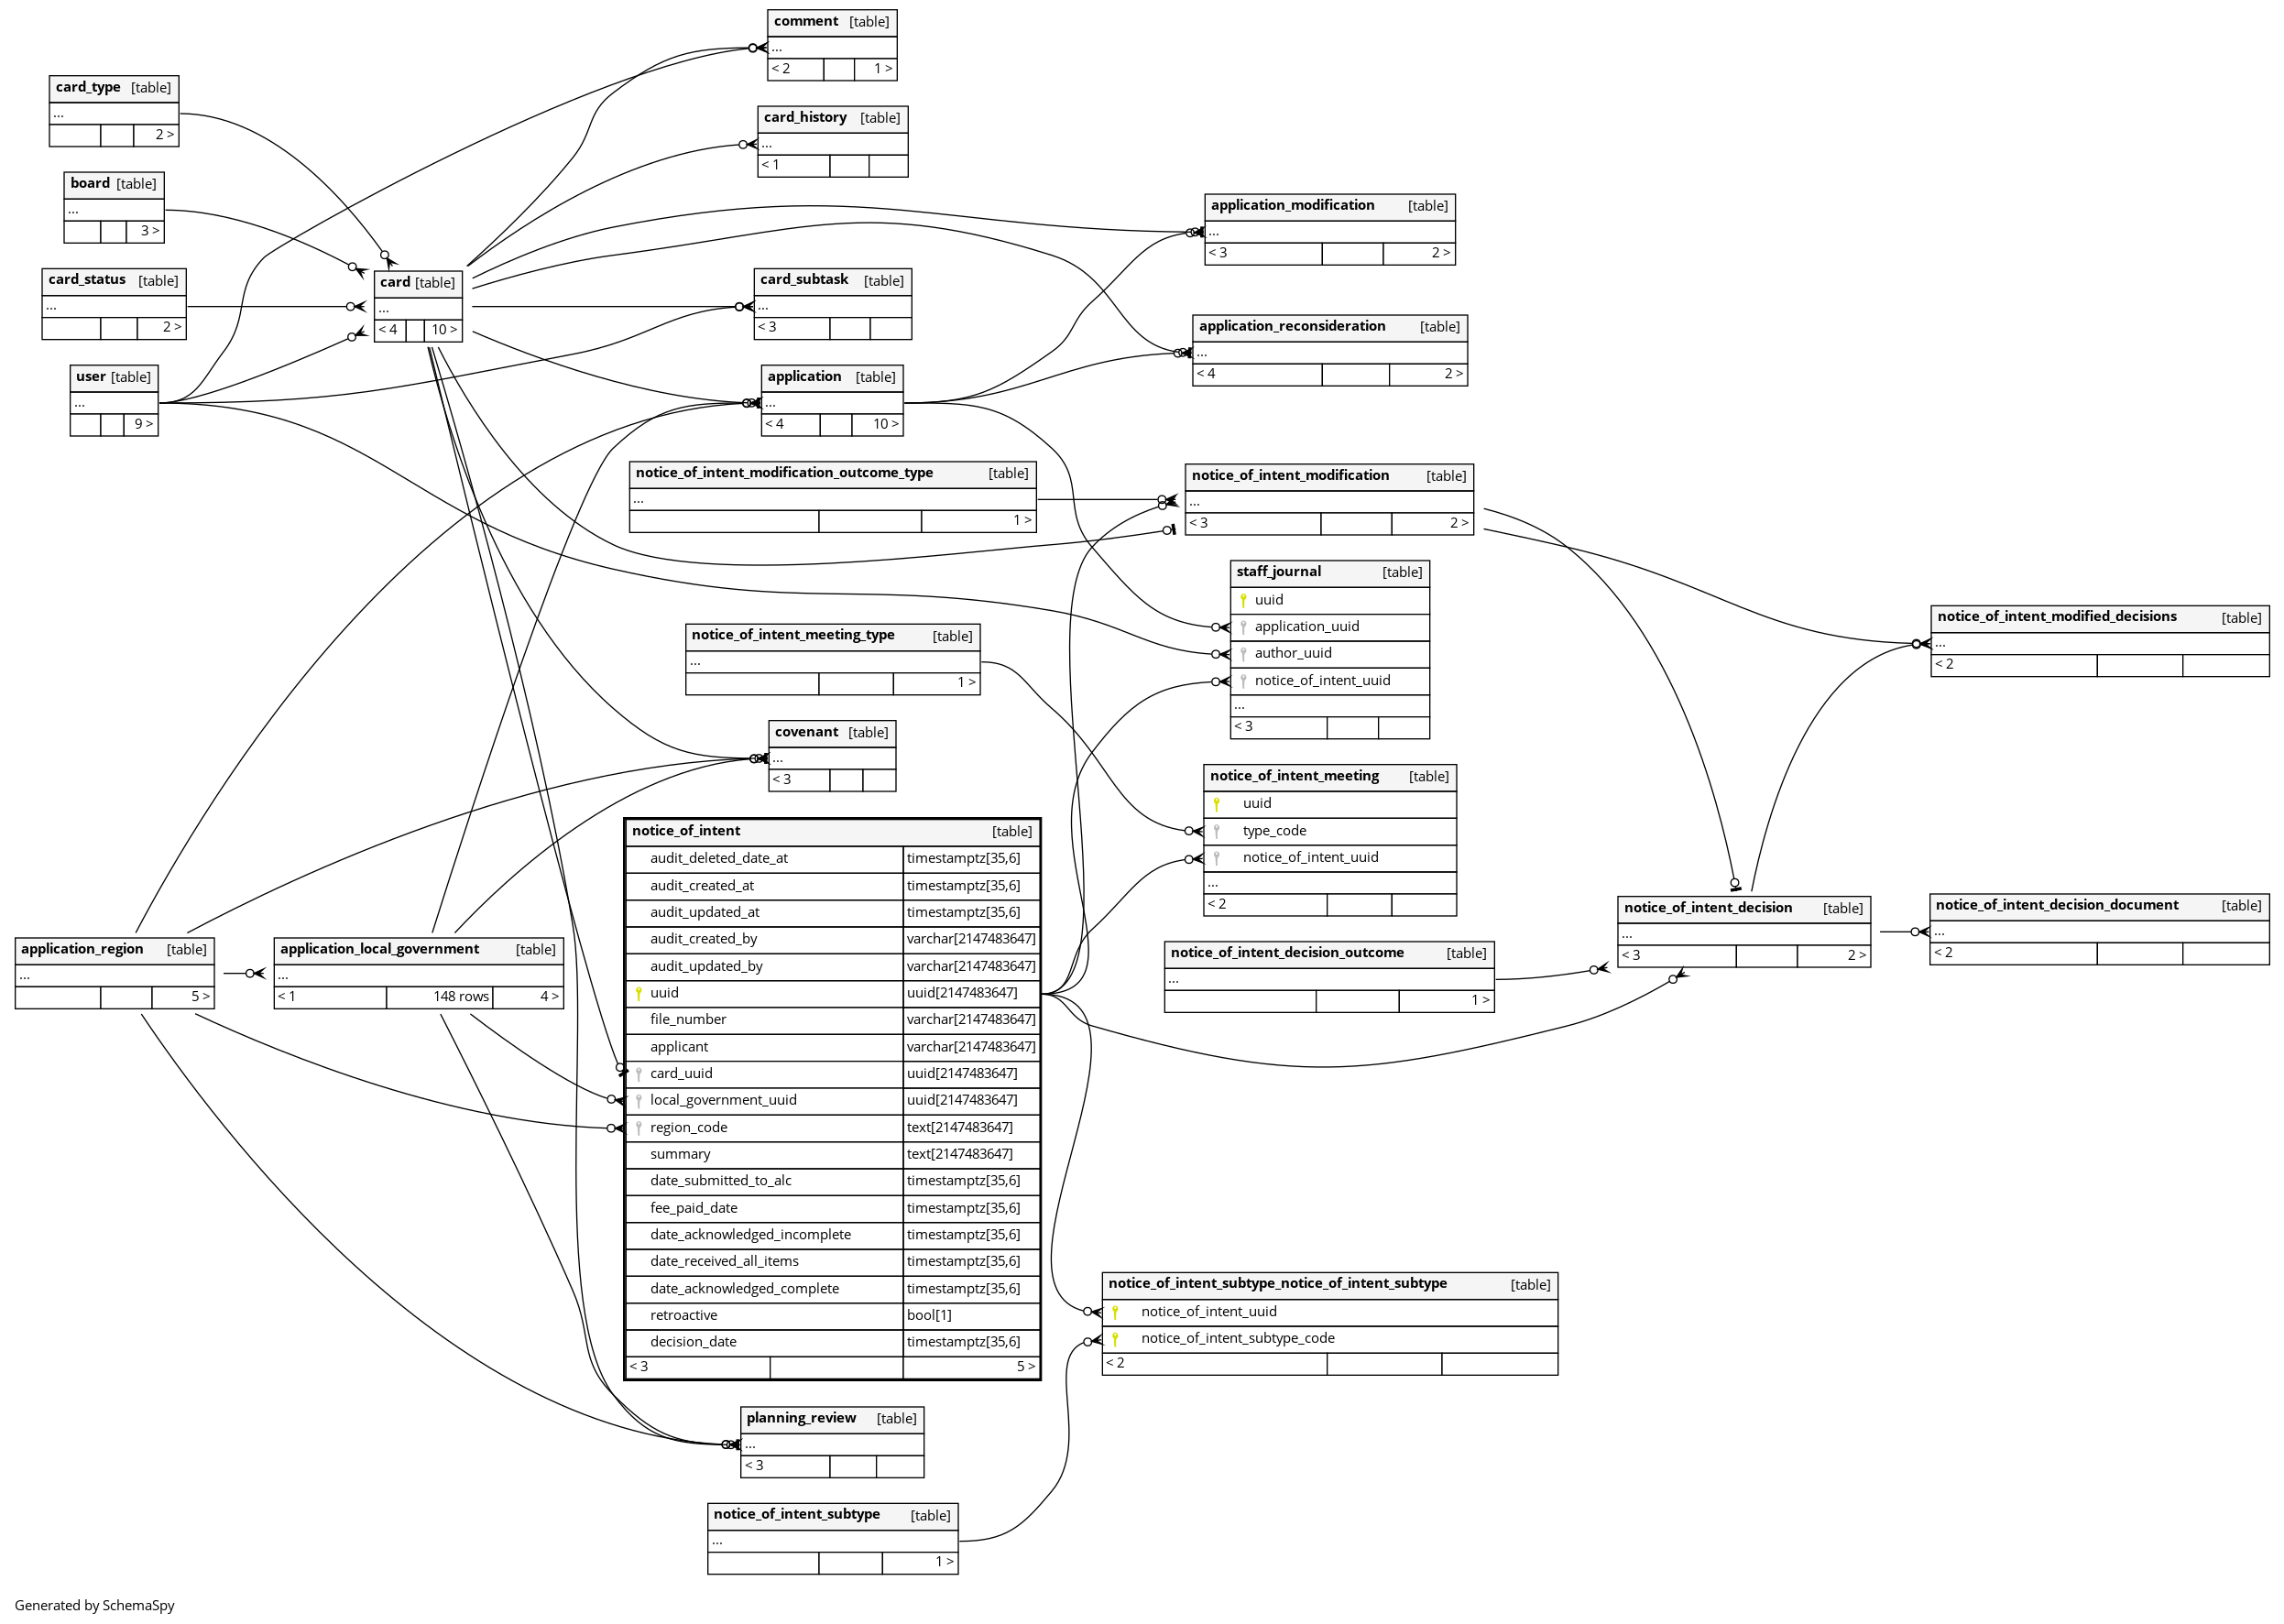 comment [table]
...
< 2 1 >
card_type [table]
...
2 >
card_history [table]
...
< 1
board [table]
...
3 >
application_modification [table]
...
< 3 2 >
card_status [table]
...
2 >
card [table]
...
< 4 10 >
card_subtask [table]
...
< 3
application_reconsideration [table]
...
< 4 2 >
user [table]
...
9 >
application [table]
...
< 4 10 >
notice_of_intent_modification_outcome_type [table]
...
1 >
notice_of_intent_modification [table]
...
< 3 2 >
staff_journal [table]
uuid
application_uuid
author_uuid
notice_of_intent_uuid
...
< 3
notice_of_intent_modified_decisions [table]
...
< 2
notice_of_intent_meeting_type [table]
...
1 >
covenant [table]
...
< 3
notice_of_intent_meeting [table]
uuid
type_code
notice_of_intent_uuid
...
< 2
notice_of_intent [table]
audit_deleted_date_at timestamptz[35,6]
audit_created_at timestamptz[35,6]
audit_updated_at timestamptz[35,6]
audit_created_by varchar[2147483647]
audit_updated_by varchar[2147483647]
uuid uuid[2147483647]
file_number varchar[2147483647]
applicant varchar[2147483647]
card_uuid uuid[2147483647]
local_government_uuid uuid[2147483647]
region_code text[2147483647]
summary text[2147483647]
date_submitted_to_alc timestamptz[35,6]
fee_paid_date timestamptz[35,6]
date_acknowledged_incomplete timestamptz[35,6]
date_received_all_items timestamptz[35,6]
date_acknowledged_complete timestamptz[35,6]
retroactive bool[1]
decision_date timestamptz[35,6]
< 3 5 >
application_region [table]
...
5 >
application_local_government [table]
...
< 1 148 rows 4 >
notice_of_intent_decision_outcome [table]
...
1 >
notice_of_intent_decision [table]
...
< 3 2 >
notice_of_intent_decision_document [table]
...
< 2
notice_of_intent_subtype_notice_of_intent_subtype [table]
notice_of_intent_uuid
notice_of_intent_subtype_code
< 2
planning_review [table]
...
< 3
notice_of_intent_subtype [table]
...
1 >
Generated by SchemaSpy